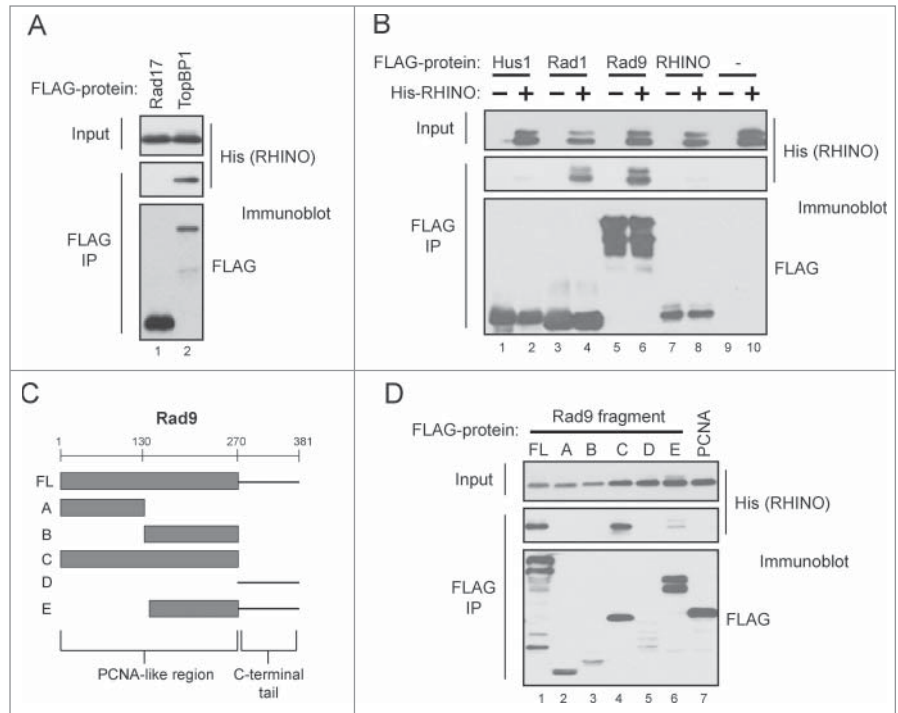 A
FLAG-protein:
Rad17
TopBP1
Input
His (RHINO)
Immunoblot
FLAG
IP
FLAG
1 2
B
FLAG-protein: Hus1 Rad1 Rad9 RHINO -
His-RHINO: − + − + − + − + − +
Input
His (RHINO)
Immunoblot
FLAG
IP
FLAG
1 2 3 4 5 6 7 8 9 10
C
Rad9
1 130 270 381
FL
A
B
C
D
E
PCNA-like region
C-terminal
tail
D
Rad9 fragment
FLAG-protein:
FL A B C D E PCNA
Input
His (RHINO)
Immunoblot
FLAG
IP
FLAG
1 2 3 4 5 6 7